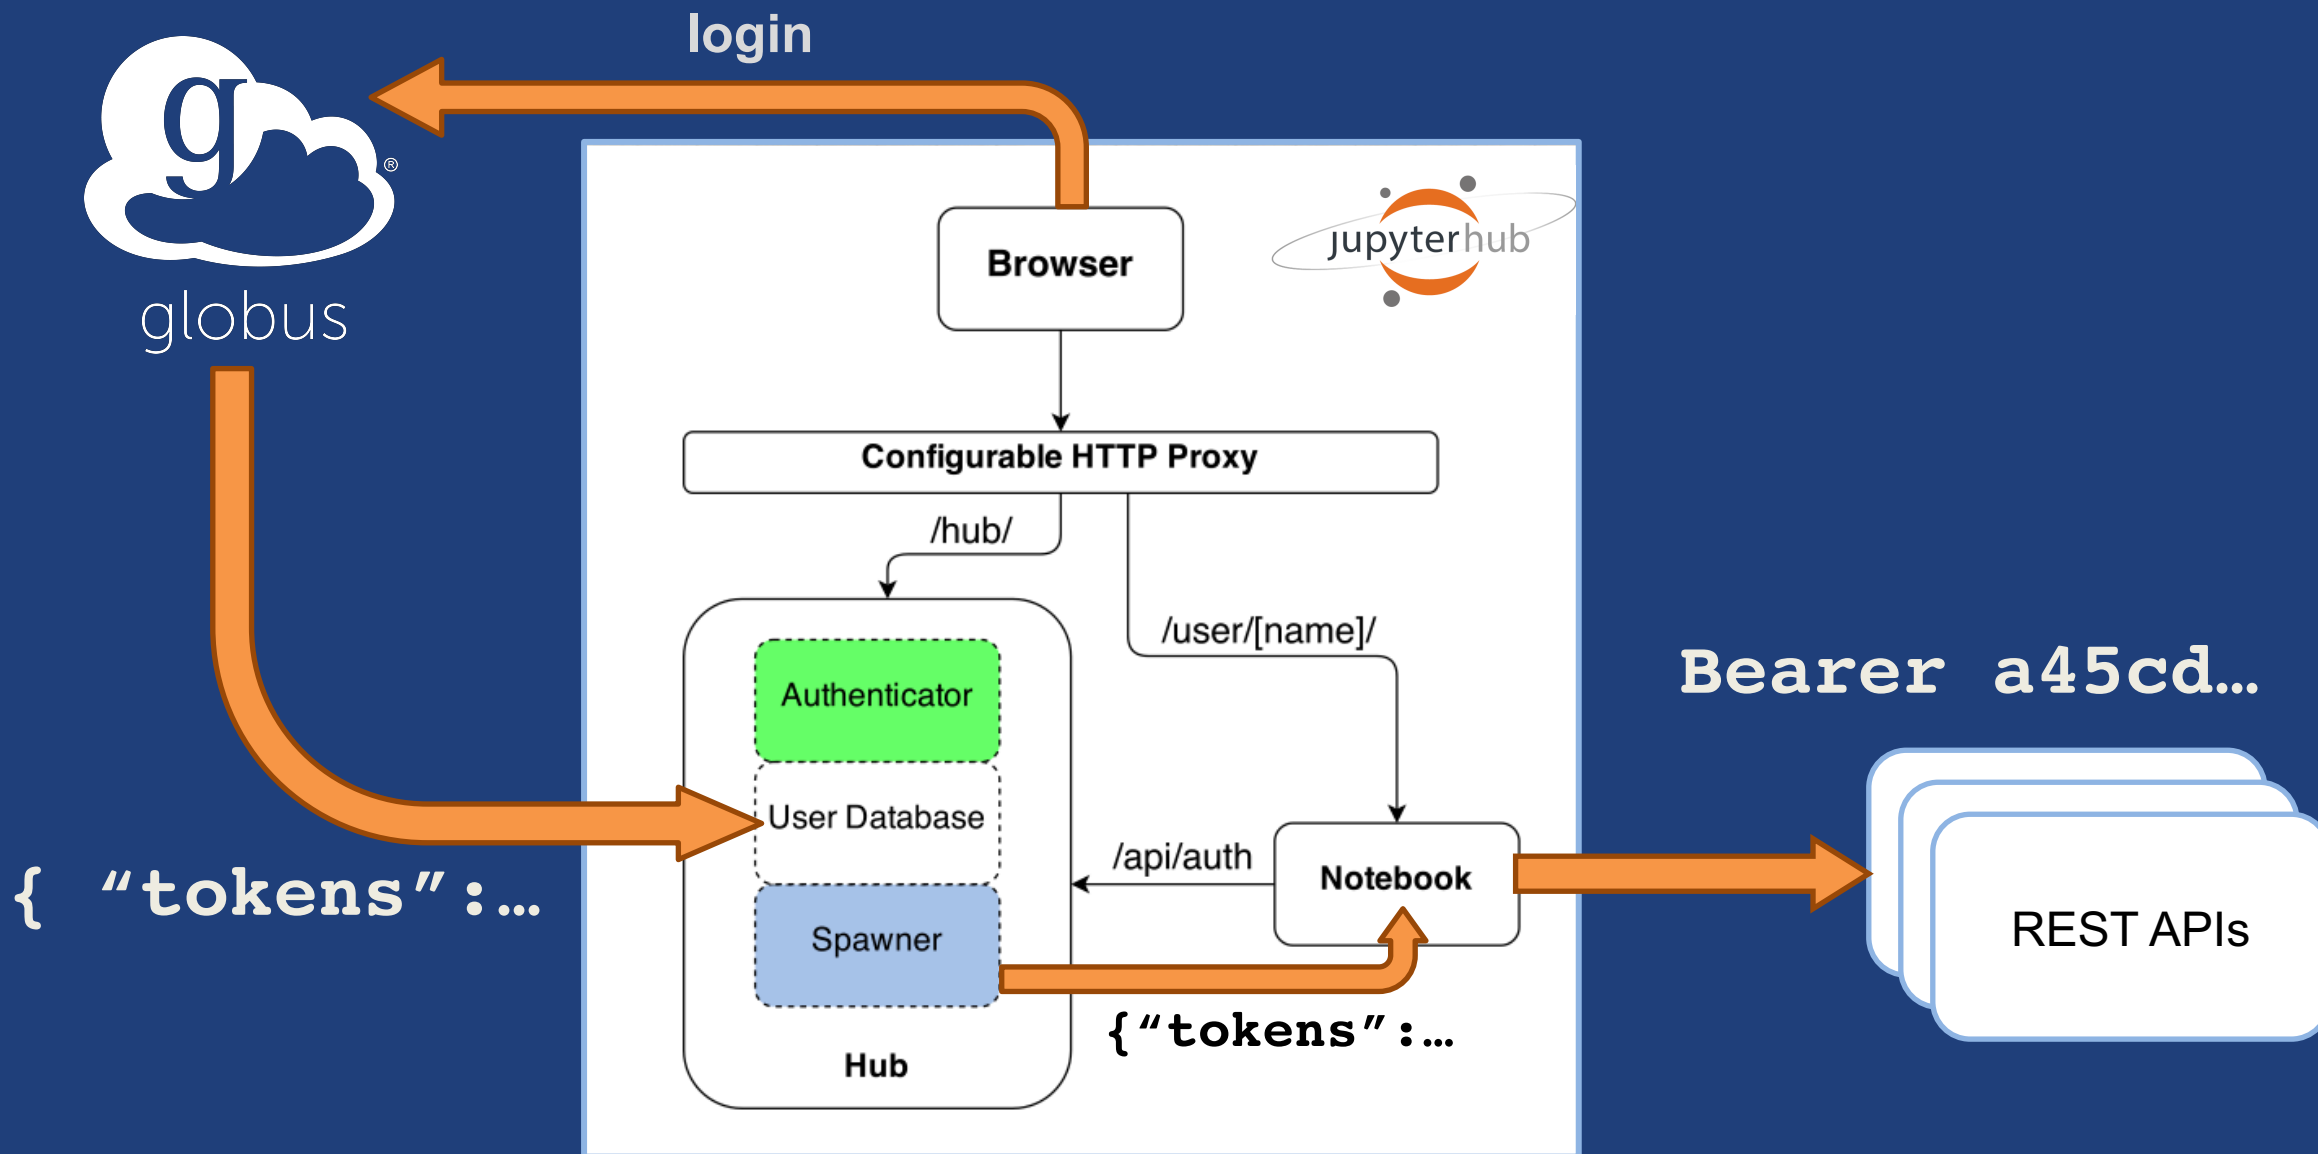 login
g
®
globus
jupyterhub
Browser
Configurable HTTP Proxy
/hub/
/user/[name]/
Authenticator
User Database
Spawner
Hub
/api/auth
Notebook
{ “tokens”:…
{“tokens”:…
Bearer a45cd…
REST APIs